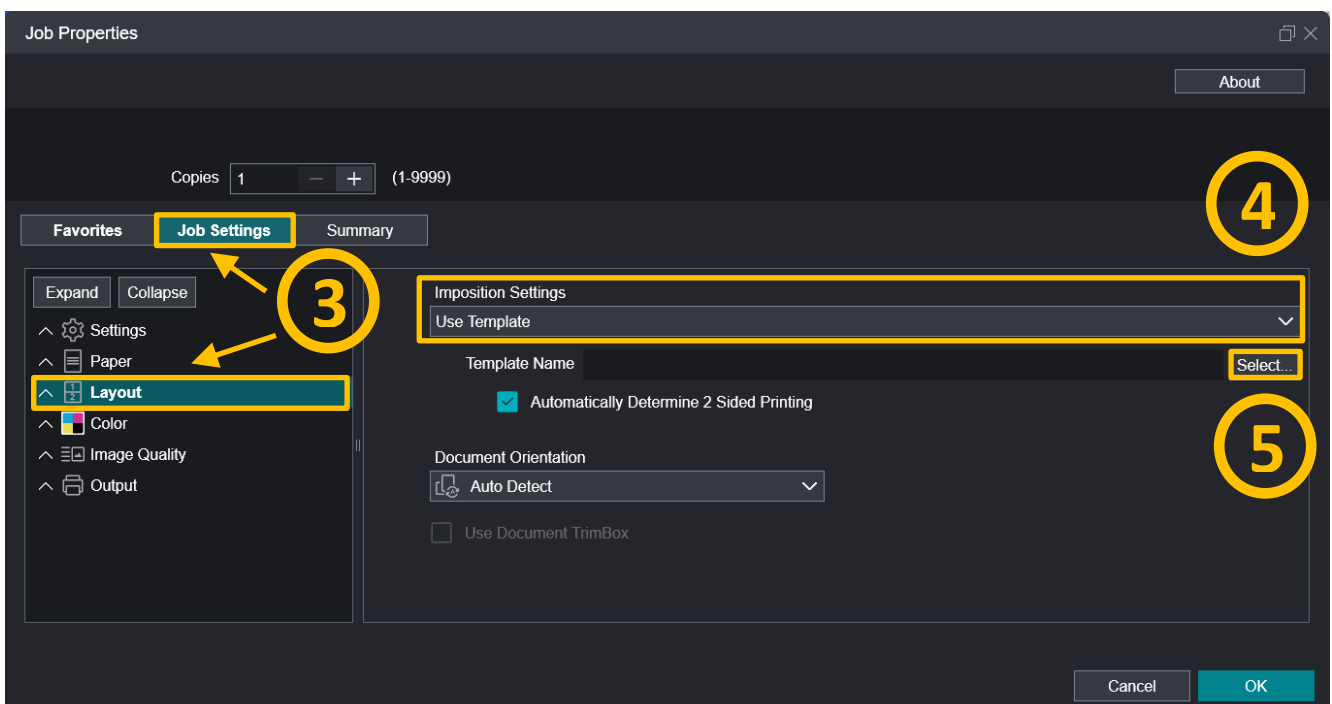 Job Properties
About
Copies 1 − + (1-9999)
4
Favorites Job Settings Summary
3
Expand Collapse
Settings
Paper
1 2 Layout
Color
Image Quality
Output
Imposition Settings
Use Template
Template Name Select...
Automatically Determine 2 Sided Printing
5
Document Orientation
Auto Detect
Use Document TrimBox
Cancel OK